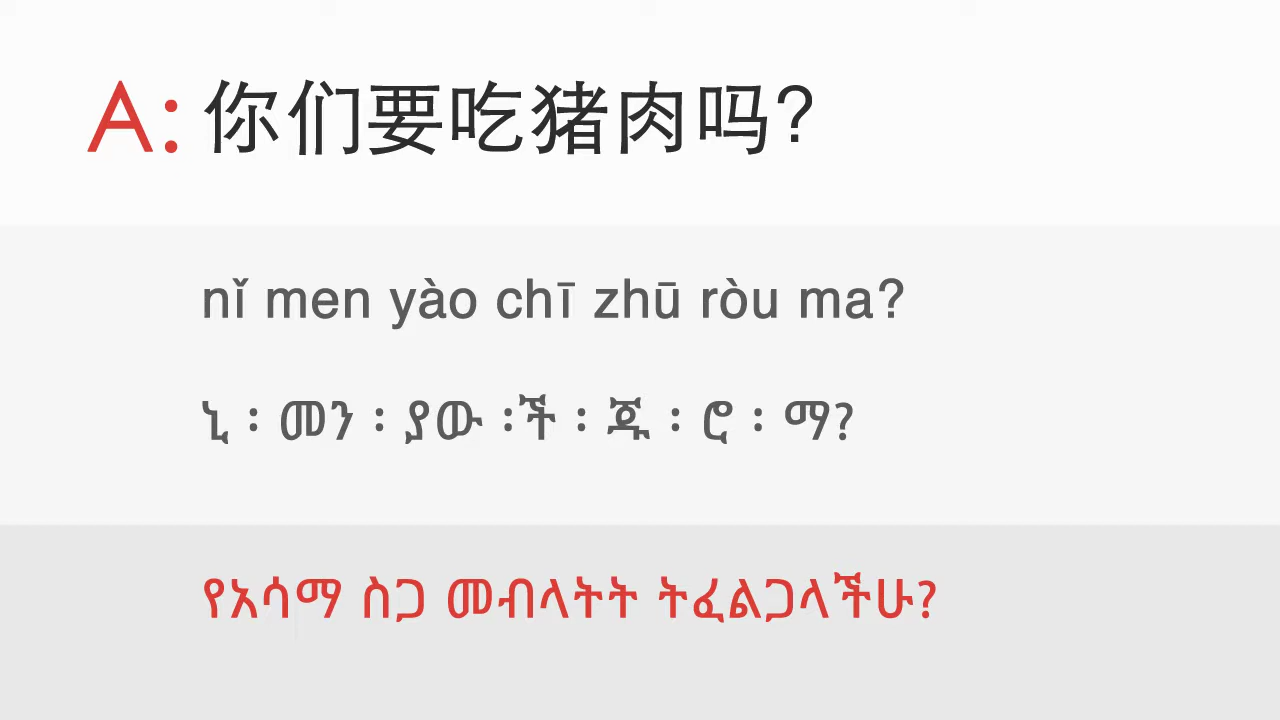 A: 你们要吃猪肉吗?
nǐ men yào chī zhū ròu ma?
ኒ ፡ መን ፡ ያው ፡ች ፡ ጁ ፡ ሮ ፡ ማ?
የአሳማ ስጋ መብላትት ትፈልጋላችሁ?